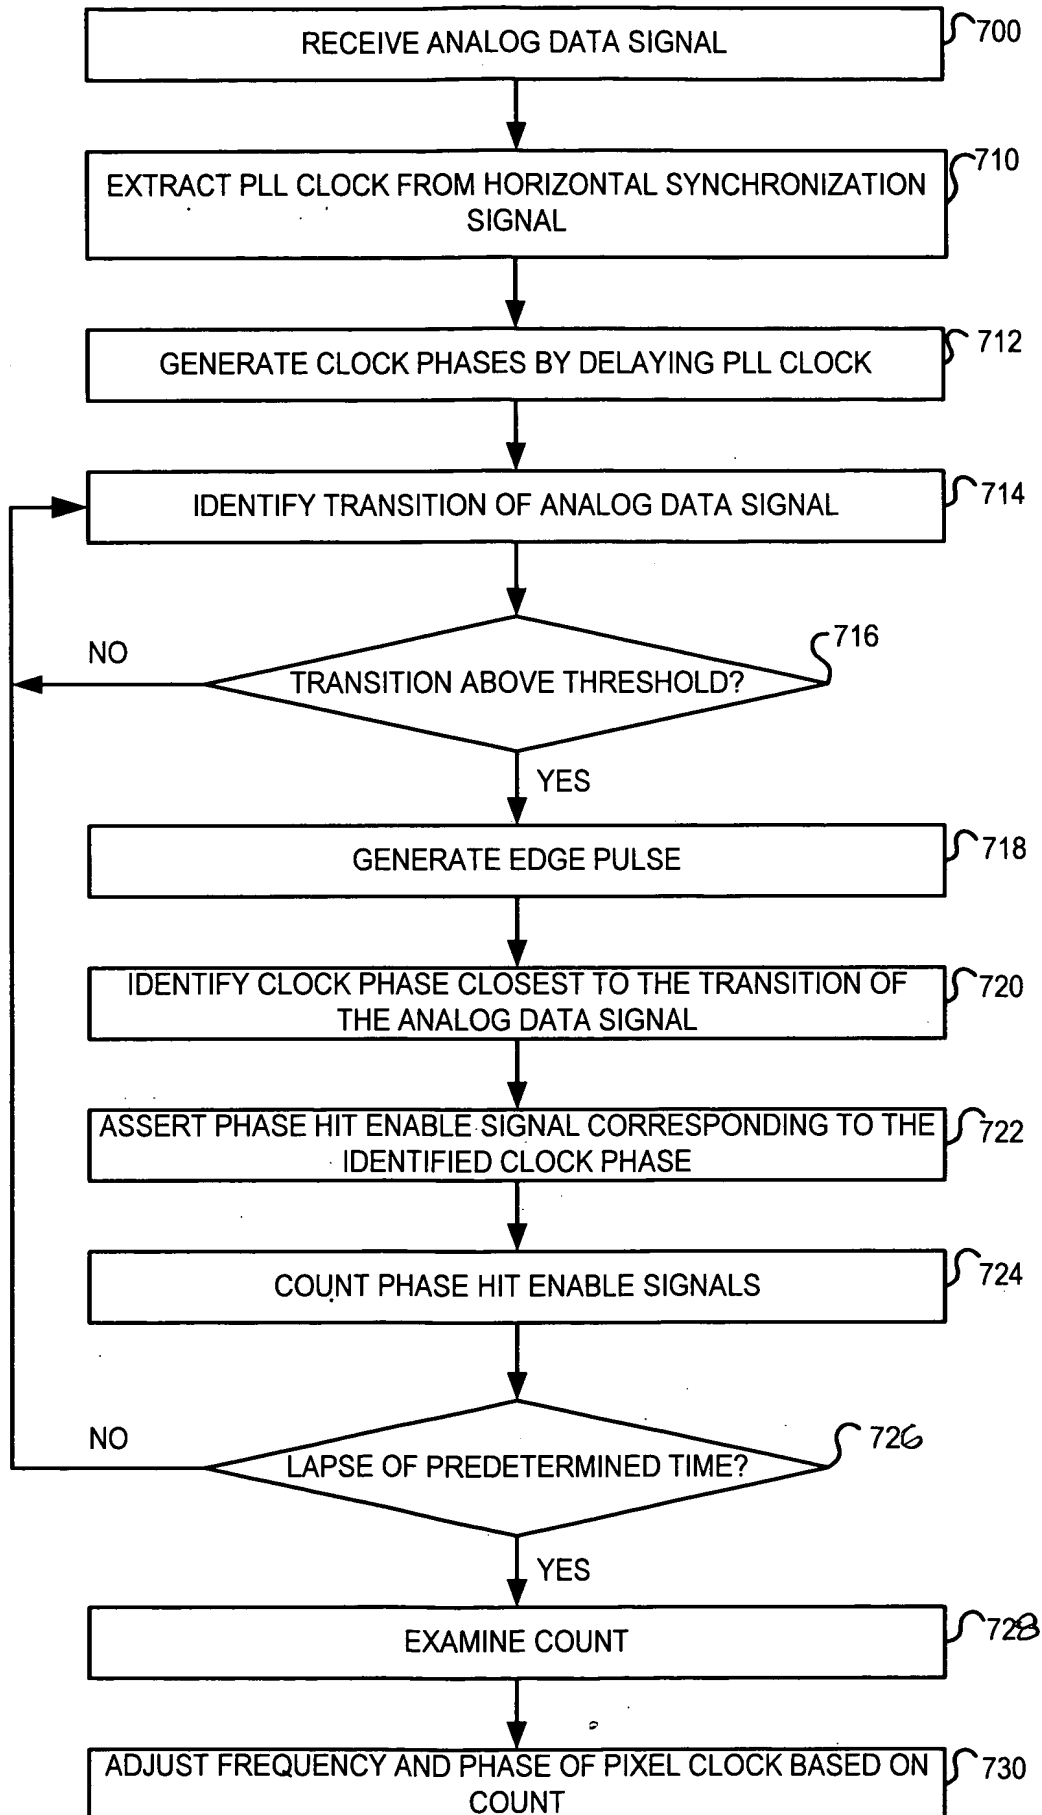 RECEIVE ANALOG DATA SIGNAL
700
EXTRACT PLL CLOCK FROM HORIZONTAL SYNCHRONIZATION
SIGNAL
710
GENERATE CLOCK PHASES BY DELAYING PLL CLOCK
712
IDENTIFY TRANSITION OF ANALOG DATA SIGNAL
714
NO
TRANSITION ABOVE THRESHOLD?
716
YES
GENERATE EDGE PULSE
718
IDENTIFY CLOCK PHASE CLOSEST TO THE TRANSITION OF
THE ANALOG DATA SIGNAL
720
ASSERT PHASE HIT ENABLE SIGNAL CORRESPONDING TO THE
IDENTIFIED CLOCK PHASE
722
COUNT PHASE HIT ENABLE SIGNALS
724
NO
LAPSE OF PREDETERMINED TIME?
726
YES
EXAMINE COUNT
728
ADJUST FREQUENCY AND PHASE OF PIXEL CLOCK BASED ON
COUNT
730